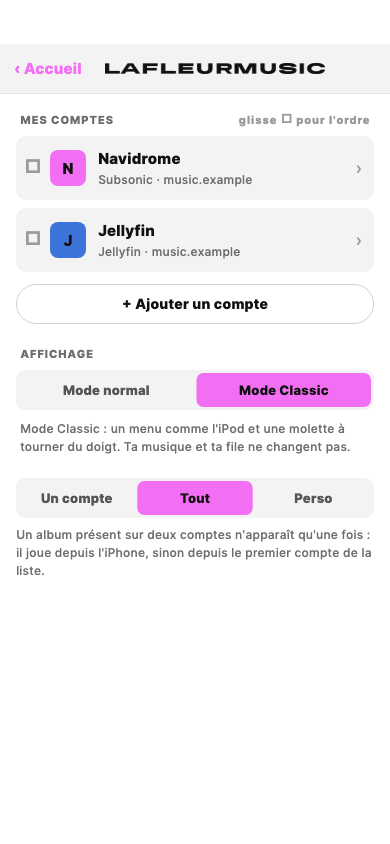 ‹ Accueil LAFLEURMUSIC
MES COMPTES glisse ☐ pour l'ordre
N Navidrome
Subsonic · music.example ›
J Jellyfin
Jellyfin · music.example ›
+ Ajouter un compte
AFFICHAGE
Mode normal Mode Classic
Mode Classic : un menu comme l'iPod et une molette à
tourner du doigt. Ta musique et ta file ne changent pas.
Un compte Tout Perso
Un album présent sur deux comptes n'apparaît qu'une fois :
il joue depuis l'iPhone, sinon depuis le premier compte de la
liste.